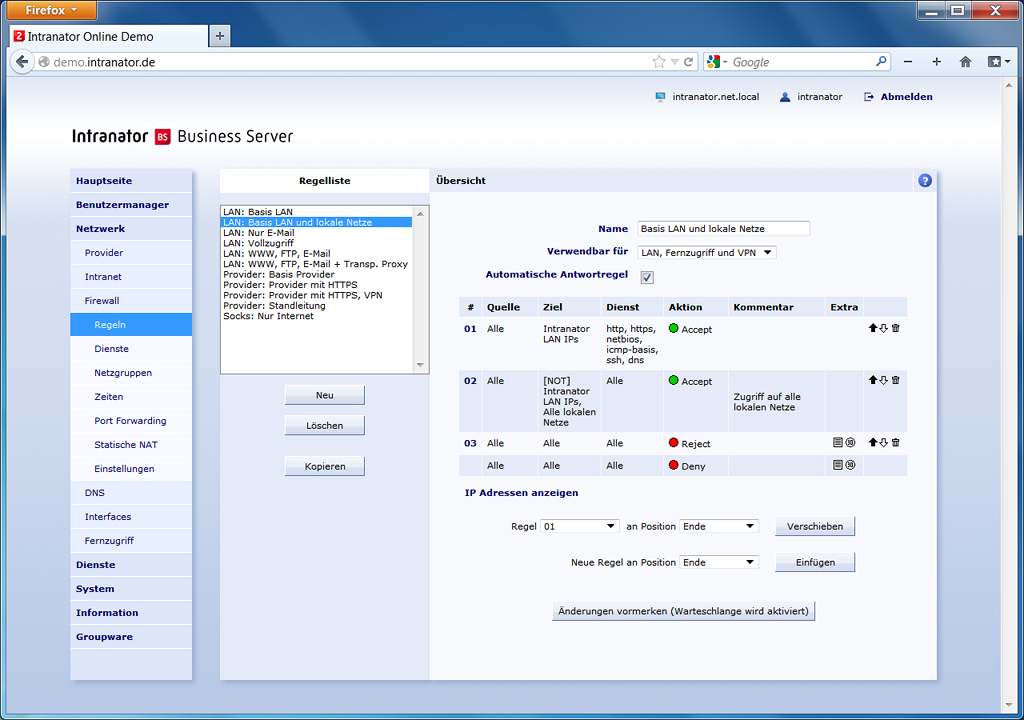 Firefox
2 Intranator Online Demo
demo.intranator.de
Google
intranator.net.local intranator Abmelden
Intranator BS Business Server
Hauptseite
Benutzermanager
Netzwerk
Provider
Intranet
Firewall
Regeln
Dienste
Netzgruppen
Zeiten
Port Forwarding
Statische NAT
Einstellungen
DNS
Interfaces
Fernzugriff
Dienste
System
Information
Groupware
Regelliste
LAN: Basis LAN
LAN: Basis LAN und lokale Netze
LAN: Nur E-Mail
LAN: Vollzugriff
LAN: WWW, FTP, E-Mail
LAN: WWW, FTP, E-Mail + Transp. Proxy
Provider: Basis Provider
Provider: Provider mit HTTPS
Provider: Provider mit HTTPS, VPN
Provider: Standleitung
Socks: Nur Internet
Neu
Löschen
Kopieren
Übersicht
?
Name Basis LAN und lokale Netze
Verwendbar für LAN, Fernzugriff und VPN
Automatische Antwortregel
# Quelle Ziel Dienst Aktion Kommentar Extra
01 Alle Intranator http, https, Accept
LAN IPs netbios,
icmp-basis,
ssh, dns
02 Alle [NOT] Alle Accept
Intranator Zugriff auf alle
LAN IPs, lokalen Netze
Alle lokalen
Netze
03 Alle Alle Alle Reject
Alle Alle Alle Deny
IP Adressen anzeigen
Regel 01 an Position Ende Verschieben
Neue Regel an Position Ende Einfügen
Änderungen vormerken (Warteschlange wird aktiviert)